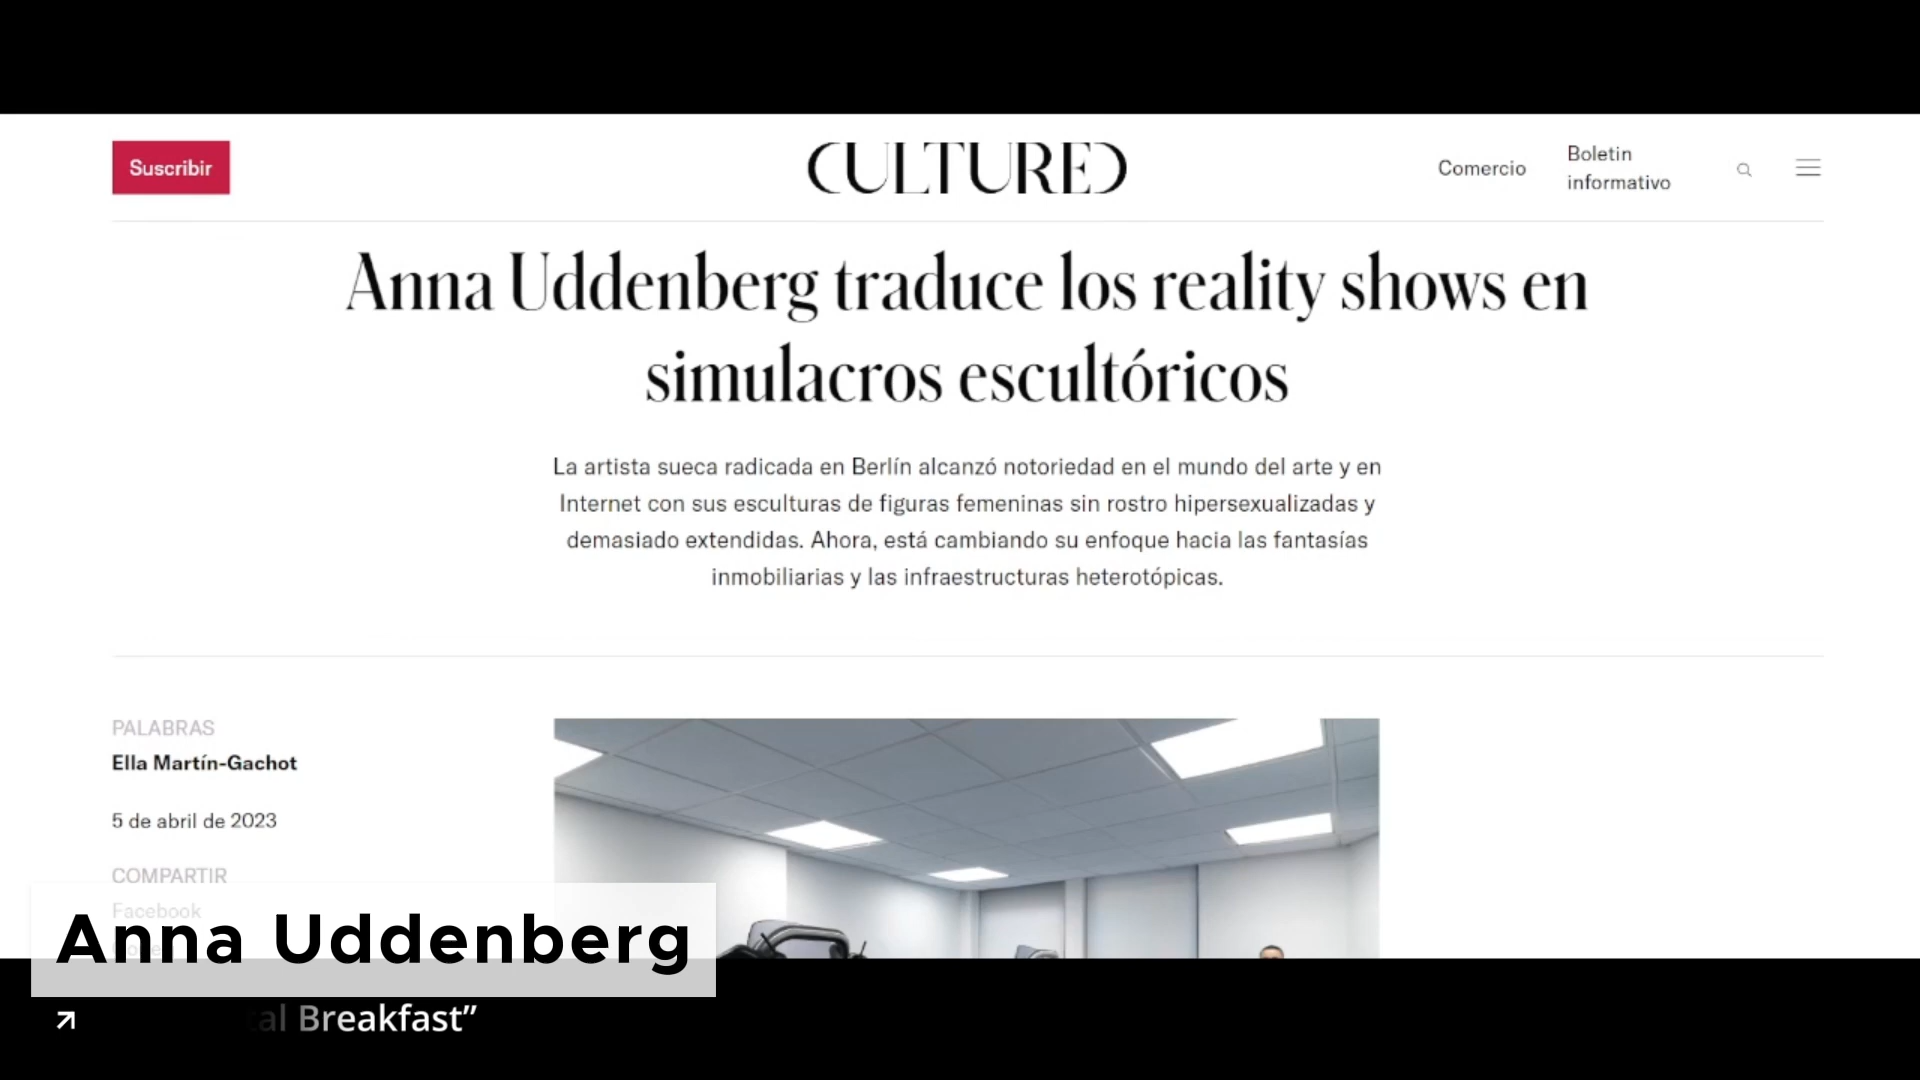 Suscribir
CULTURED
Comercio
Boletin
informativo
Anna Uddenberg traduce los reality shows en
simulacros escultóricos
La artista sueca radicada en Berlín alcanzó notoriedad en el mundo del arte y en
Internet con sus esculturas de figuras femeninas sin rostro hipersexualizadas y
demasiado extendidas. Ahora, está cambiando su enfoque hacia las fantasías
inmobiliarias y las infraestructuras heterotópicas.
PALABRAS
Ella Martín-Gachot
5 de abril de 2023
COMPARTIR
Facebook
Anna Uddenberg
Breakfast”